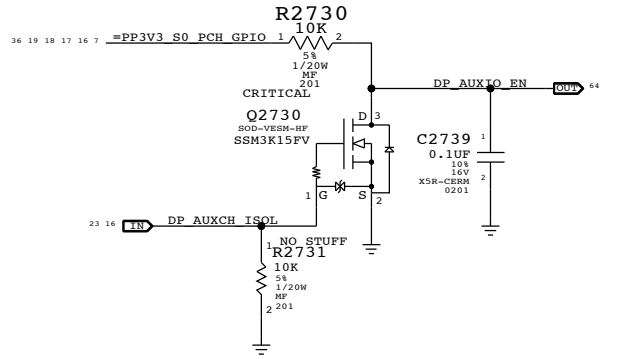 R2730
10K
36 19 18 17 16 7 =PP3V3_S0_PCH_GPIO 1 2
5%
1/20W
MF
201
CRITICAL
DP_AUXIO_EN OUT 64
Q2730
SOD-VESM-HF
SSM3K15FV
D 3
1 G S 2
C2739
0.1UF
10%
16V
X5R-CERM
0201
1
2
23 16 IN DP_AUXCH_ISOL
NO STUFF
1 R2731
10K
5%
1/20W
MF
2 201